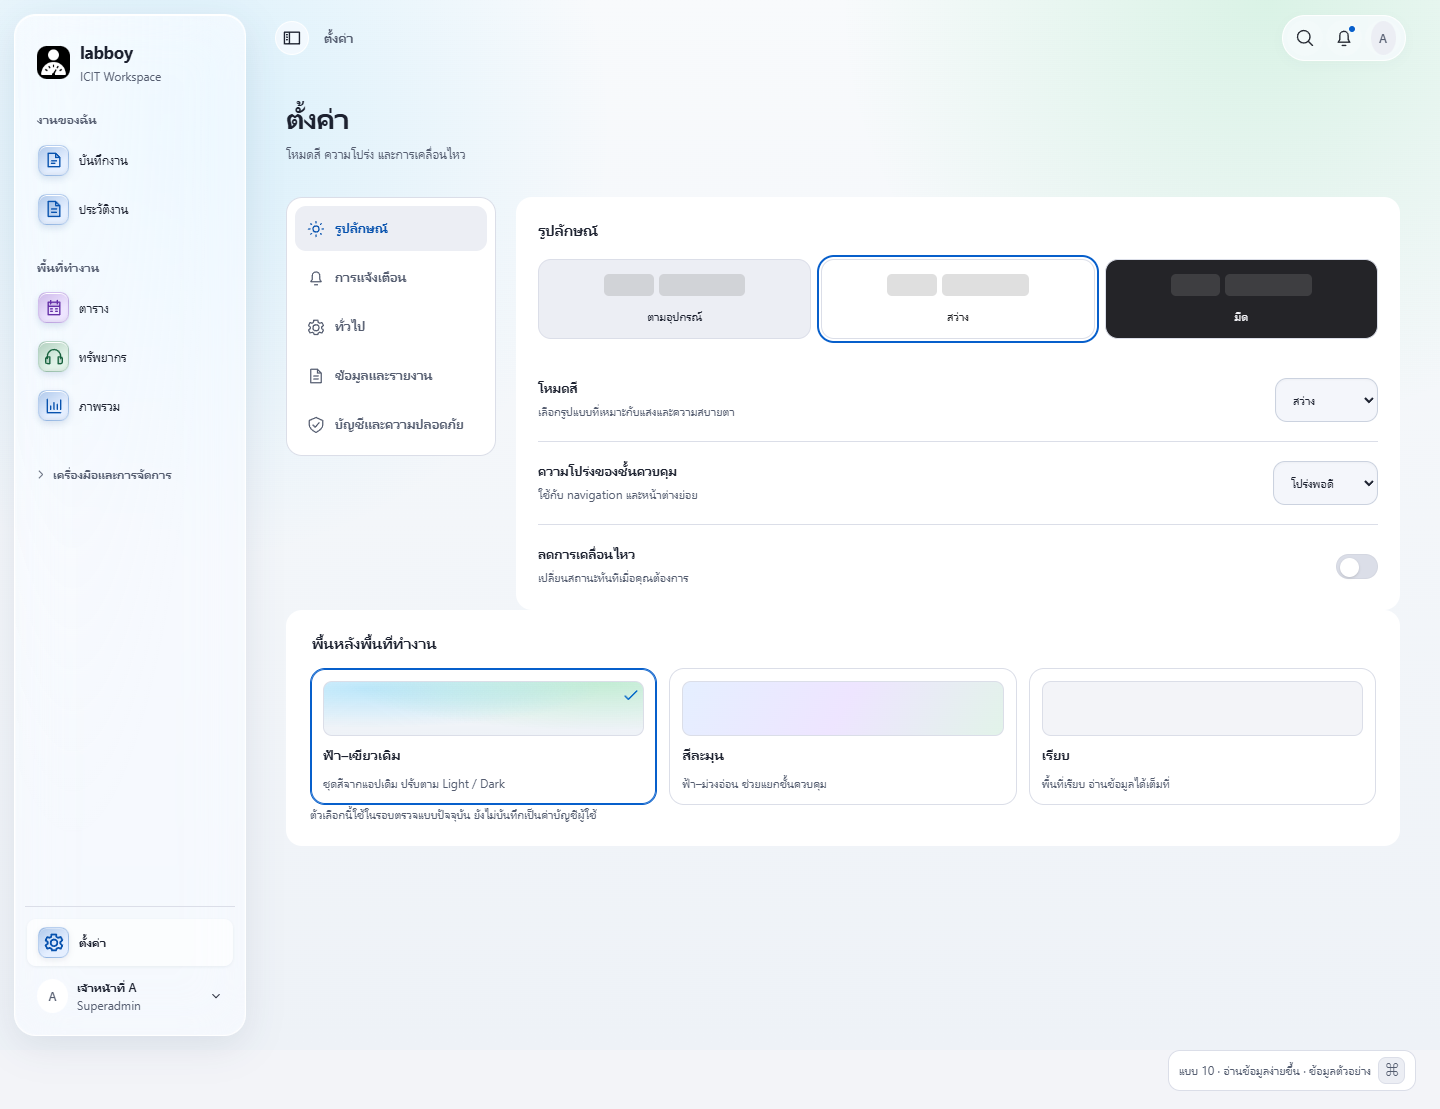 labboy
ICIT Workspace
งานของฉัน
บันทึกงาน
ประวัติงาน
พื้นที่ทำงาน
ตาราง
ทรัพยากร
ภาพรวม
เครื่องมือและการจัดการ
ตั้งค่า
A
เจ้าหน้าที่ A
Superadmin
ตั้งค่า
A
ตั้งค่า
โหมดสี ความโปร่ง และการเคลื่อนไหว
รูปลักษณ์
การแจ้งเตือน
ทั่วไป
ข้อมูลและรายงาน
บัญชีและความปลอดภัย
รูปลักษณ์
ตามอุปกรณ์
สว่าง
มืด
โหมดสี
เลือกรูปแบบที่เหมาะกับแสงและความสบายตา
สว่าง
ความโปร่งของชั้นควบคุม
ใช้กับ navigation และหน้าต่างย่อย
โปร่งพอดี
ลดการเคลื่อนไหว
เปลี่ยนสถานะทันทีเมื่อคุณต้องการ
พื้นหลังพื้นที่ทำงาน
ฟ้า–เขียวเดิม
ชุดสีจากแอปเดิม ปรับตาม Light / Dark
สีละมุน
ฟ้า–ม่วงอ่อน ช่วยแยกชั้นควบคุม
เรียบ
พื้นที่เรียบ อ่านข้อมูลได้เต็มที่
ตัวเลือกนี้ใช้ในรอบตรวจแบบปัจจุบัน ยังไม่บันทึกเป็นค่าบัญชีผู้ใช้
แบบ 10 · อ่านข้อมูลง่ายขึ้น · ข้อมูลตัวอย่าง ⌘